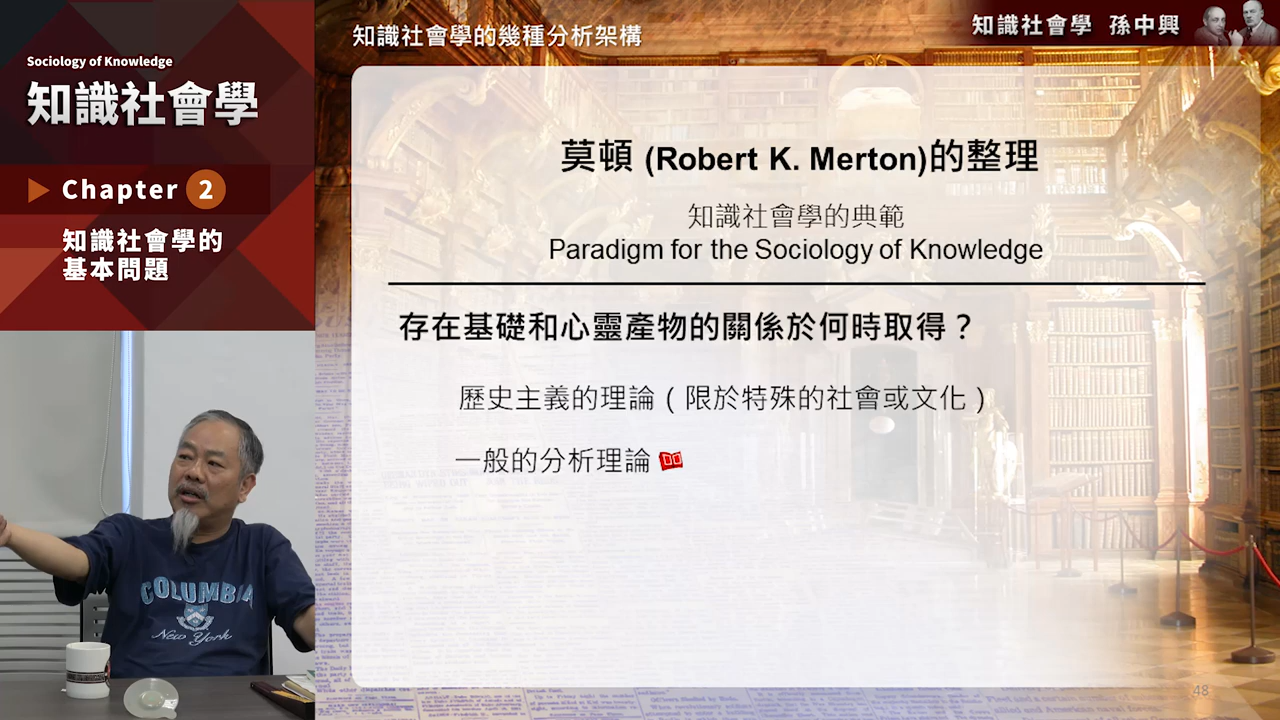 Sociology of Knowledge
知識社會學
Chapter 2
知識社會學的
基本問題
知識社會學的幾種分析架構
知識社會學 孫中興
莫頓 (Robert K. Merton)的整理
知識社會學的典範
Paradigm for the Sociology of Knowledge
存在基礎和心靈產物的關係於何時取得？
歷史主義的理論（限於特殊的社會或文化）
一般的分析理論
COLUMBIA
New York
48